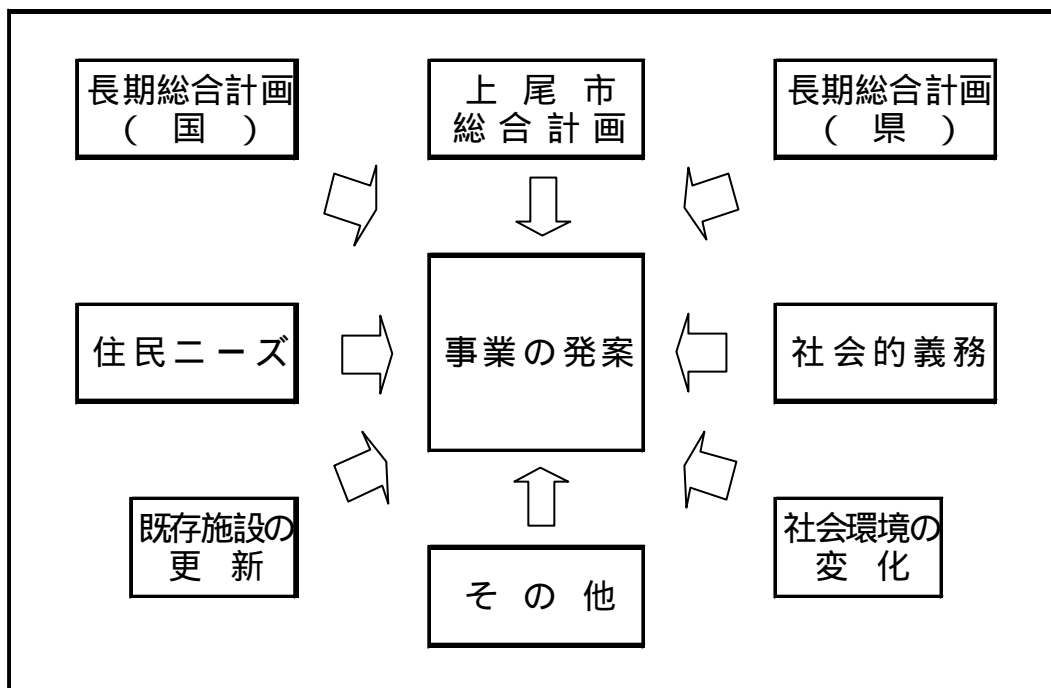 長期総合計画
(国)
上尾市
総合計画
長期総合計画
(県)
住民ニーズ
事業の発案
社会的義務
既存施設の
更新
その他
社会環境の
変化